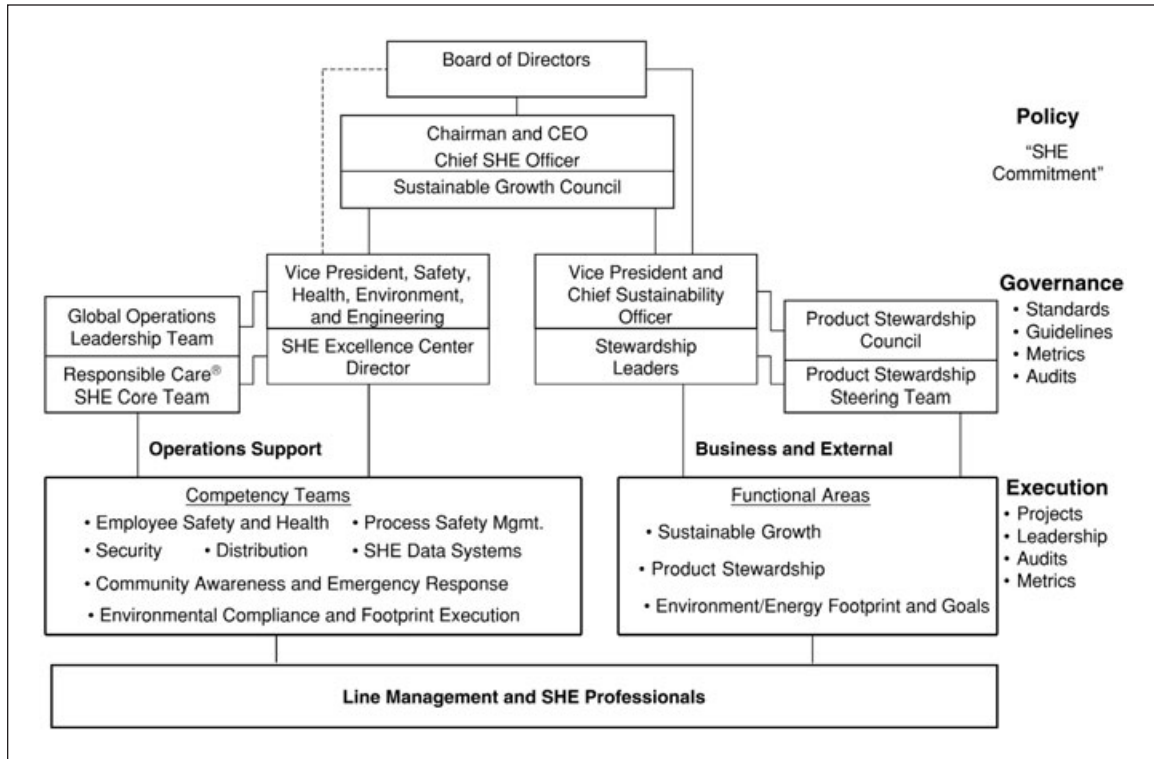 Board of Directors
Chairman and CEO
Chief SHE Officer
Sustainable Growth Council
Policy
“SHE
Commitment”
Vice President, Safety,
Health, Environment,
and Engineering
SHE Excellence Center
Director
Global Operations
Leadership Team
Responsible Care®
SHE Core Team
Vice President and
Chief Sustainability
Officer
Stewardship
Leaders
Product Stewardship
Council
Product Stewardship
Steering Team
Governance
• Standards
• Guidelines
• Metrics
• Audits
Operations Support
Business and External
Competency Teams
• Employee Safety and Health • Process Safety Mgmt.
• Security • Distribution • SHE Data Systems
• Community Awareness and Emergency Response
• Environmental Compliance and Footprint Execution
Functional Areas
• Sustainable Growth
• Product Stewardship
• Environment/Energy Footprint and Goals
Execution
• Projects
• Leadership
• Audits
• Metrics
Line Management and SHE Professionals